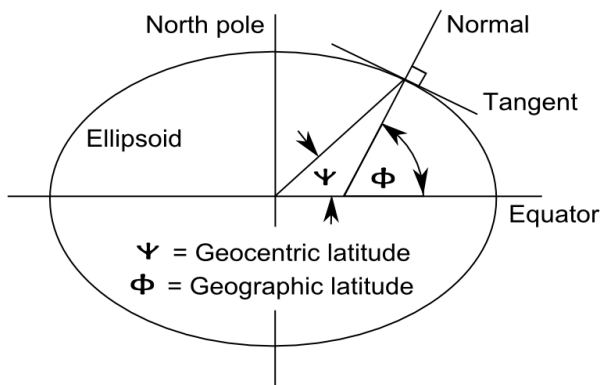 North pole
Normal
Tangent
Ellipsoid
Ψ
Φ
Equator
Ψ = Geocentric latitude
Φ = Geographic latitude